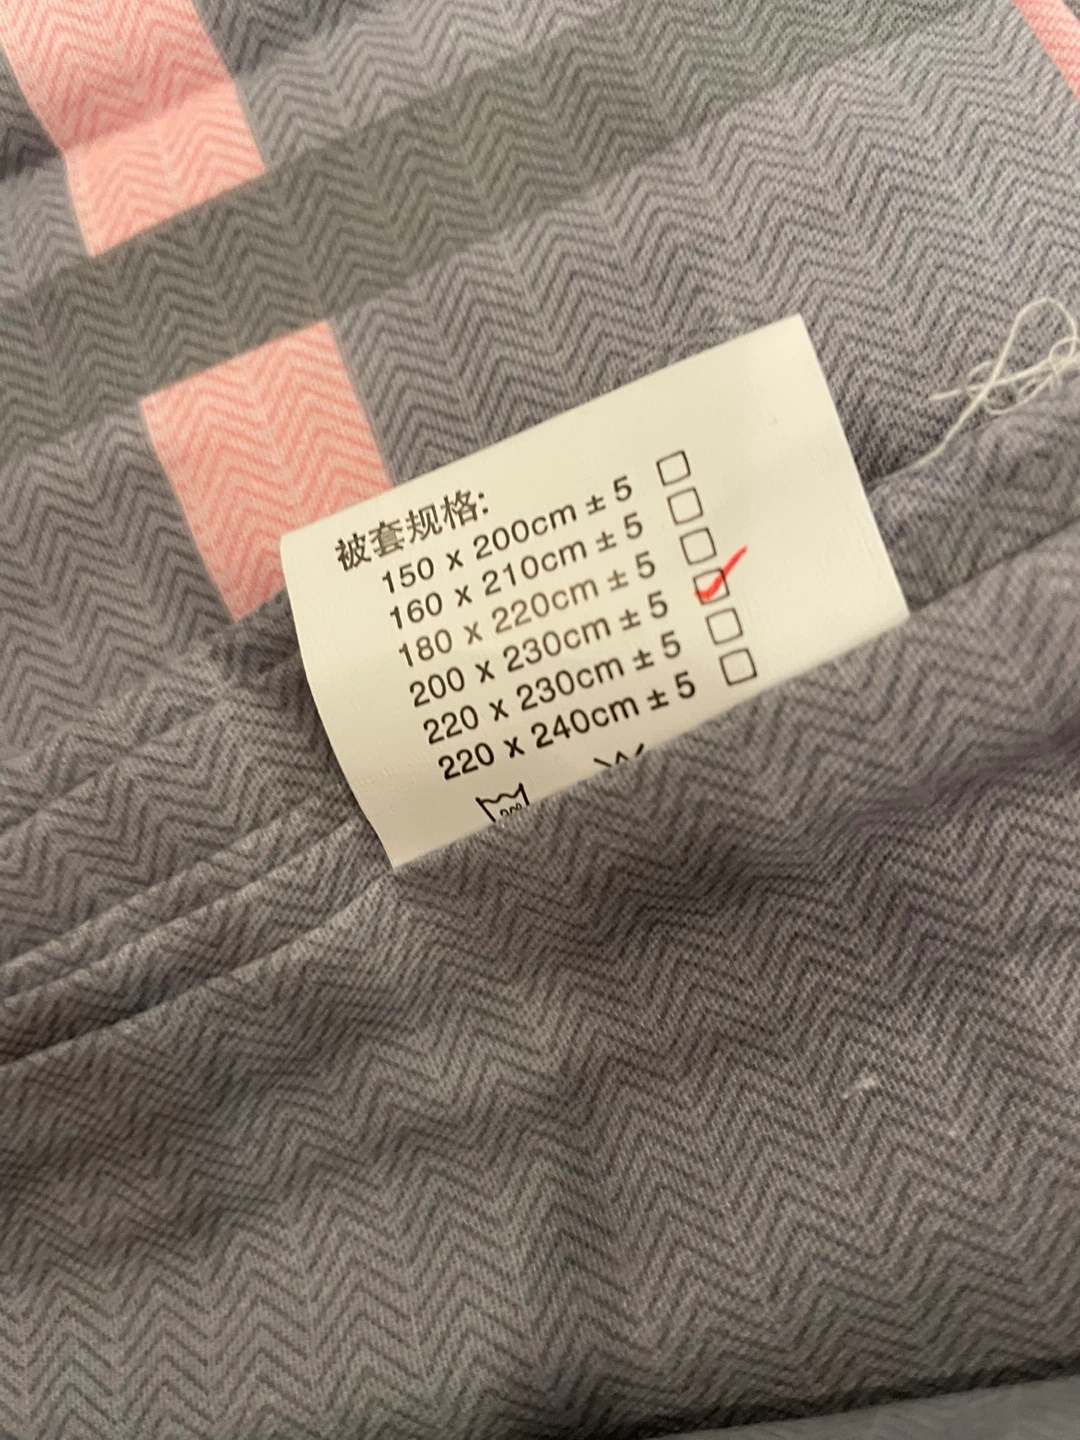 被套规格:
150 x 200cm ± 5 □
160 x 210cm ± 5 □
180 x 220cm ± 5 □
200 x 230cm ± 5 ☑
220 x 230cm ± 5 □
220 x 240cm ± 5 □